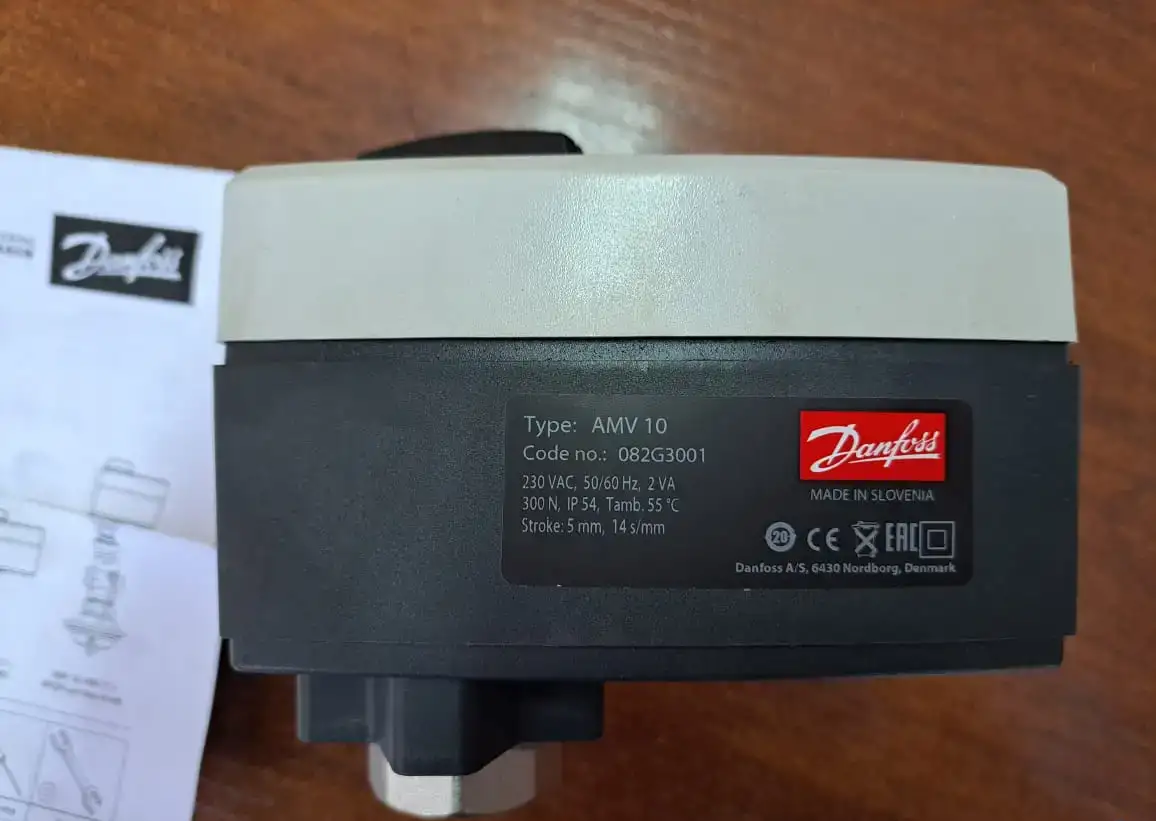 Danfoss
Type: AMV 10
Code no.: 082G3001
230 VAC, 50/60 Hz, 2 VA
300 N, IP 54, Tamb. 55 °C
Stroke: 5 mm, 14 s/mm
Danfoss
MADE IN SLOVENIA
20 CE EAC
Danfoss A/S, 6430 Nordborg, Denmark